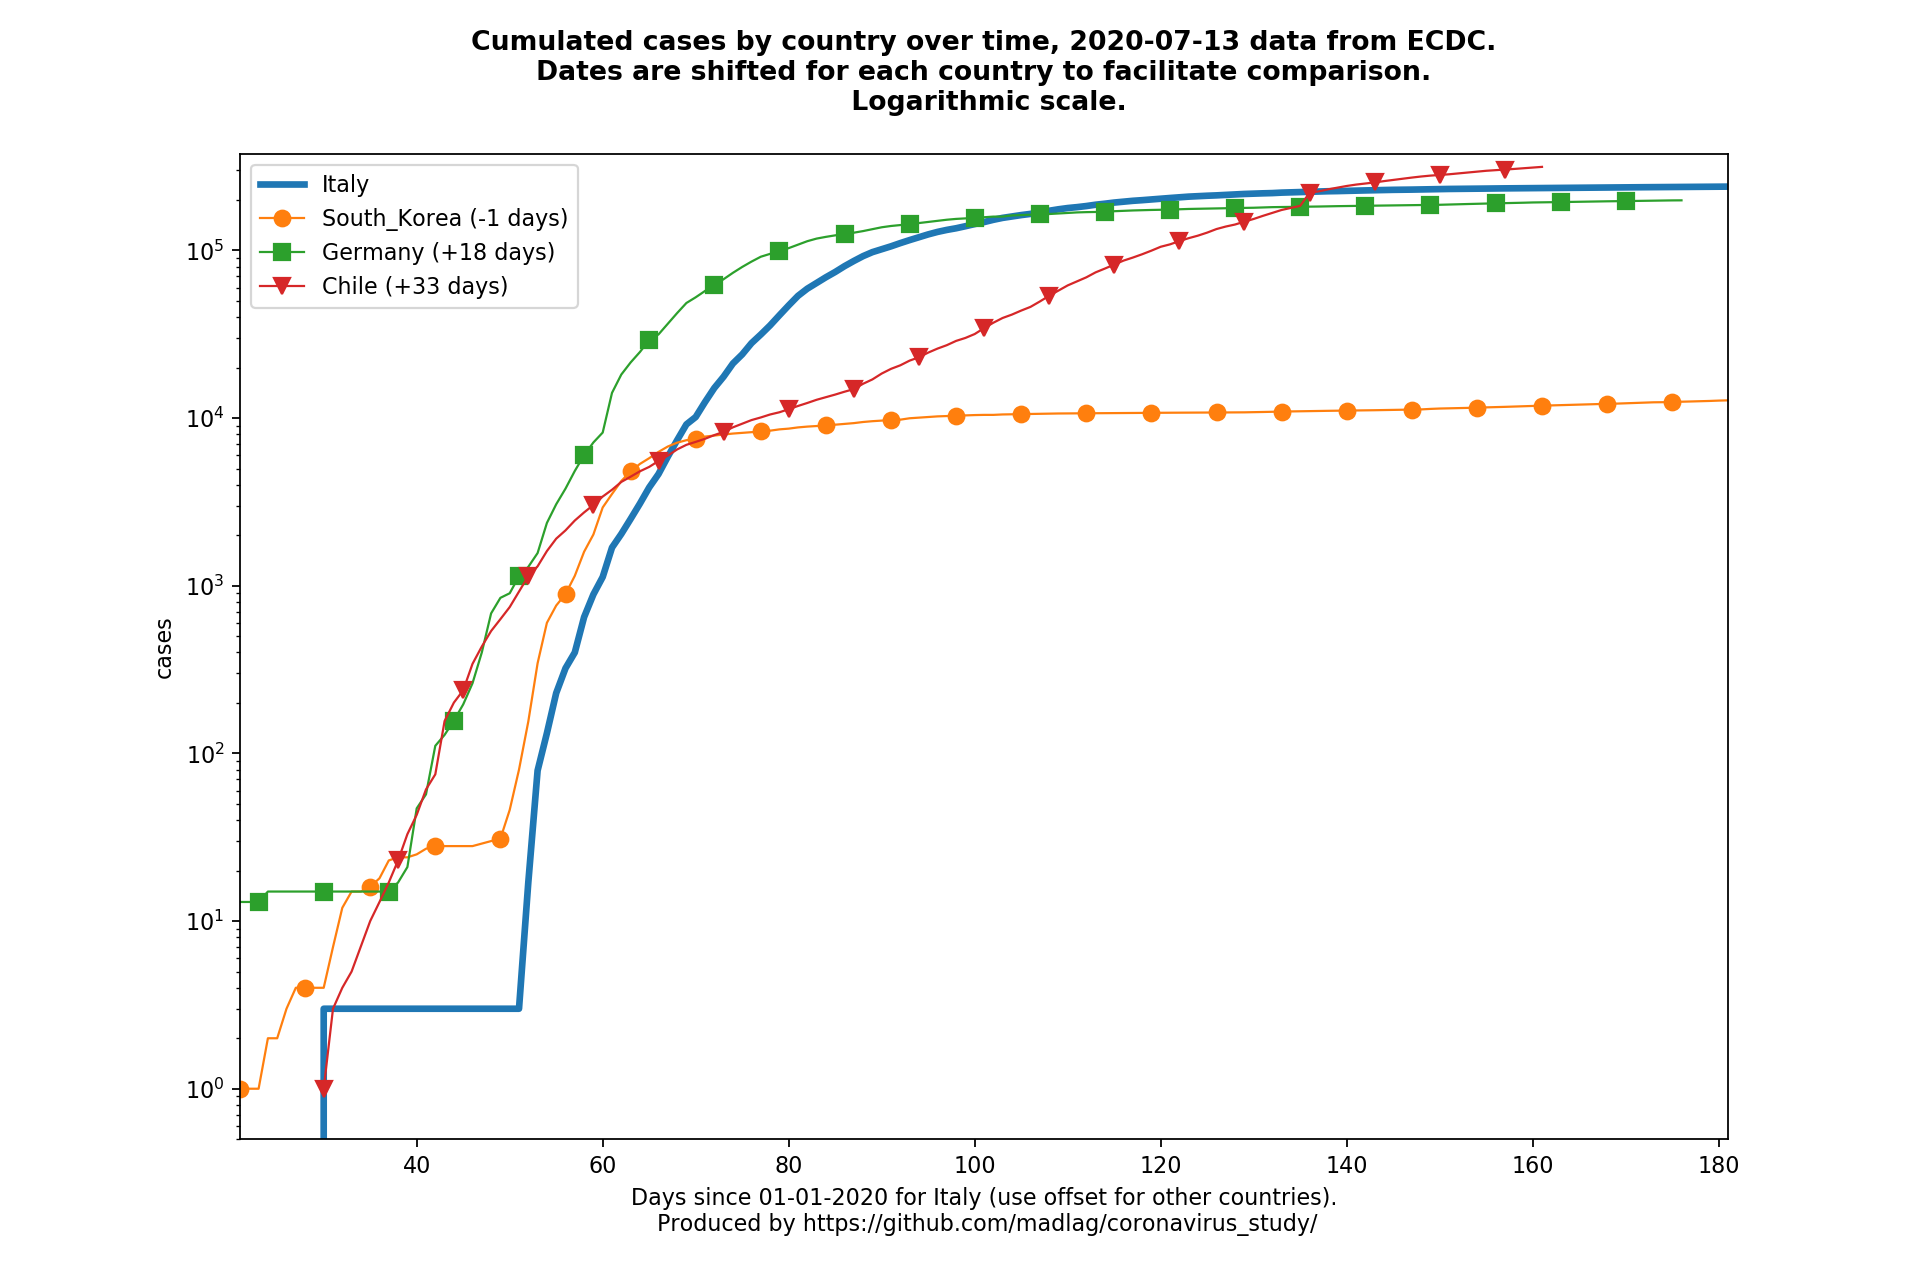 Cumulated cases by country over time, 2020-07-13 data from ECDC.
Dates are shifted for each country to facilitate comparison.
Logarithmic scale.
Italy
South_Korea (-1 days)
Germany (+18 days)
Chile (+33 days)
10^5
10^4
10^3
10^2
10^1
10^0
cases
40 60 80 100 120 140 160 180
Days since 01-01-2020 for Italy (use offset for other countries).
Produced by https://github.com/madlag/coronavirus_study/